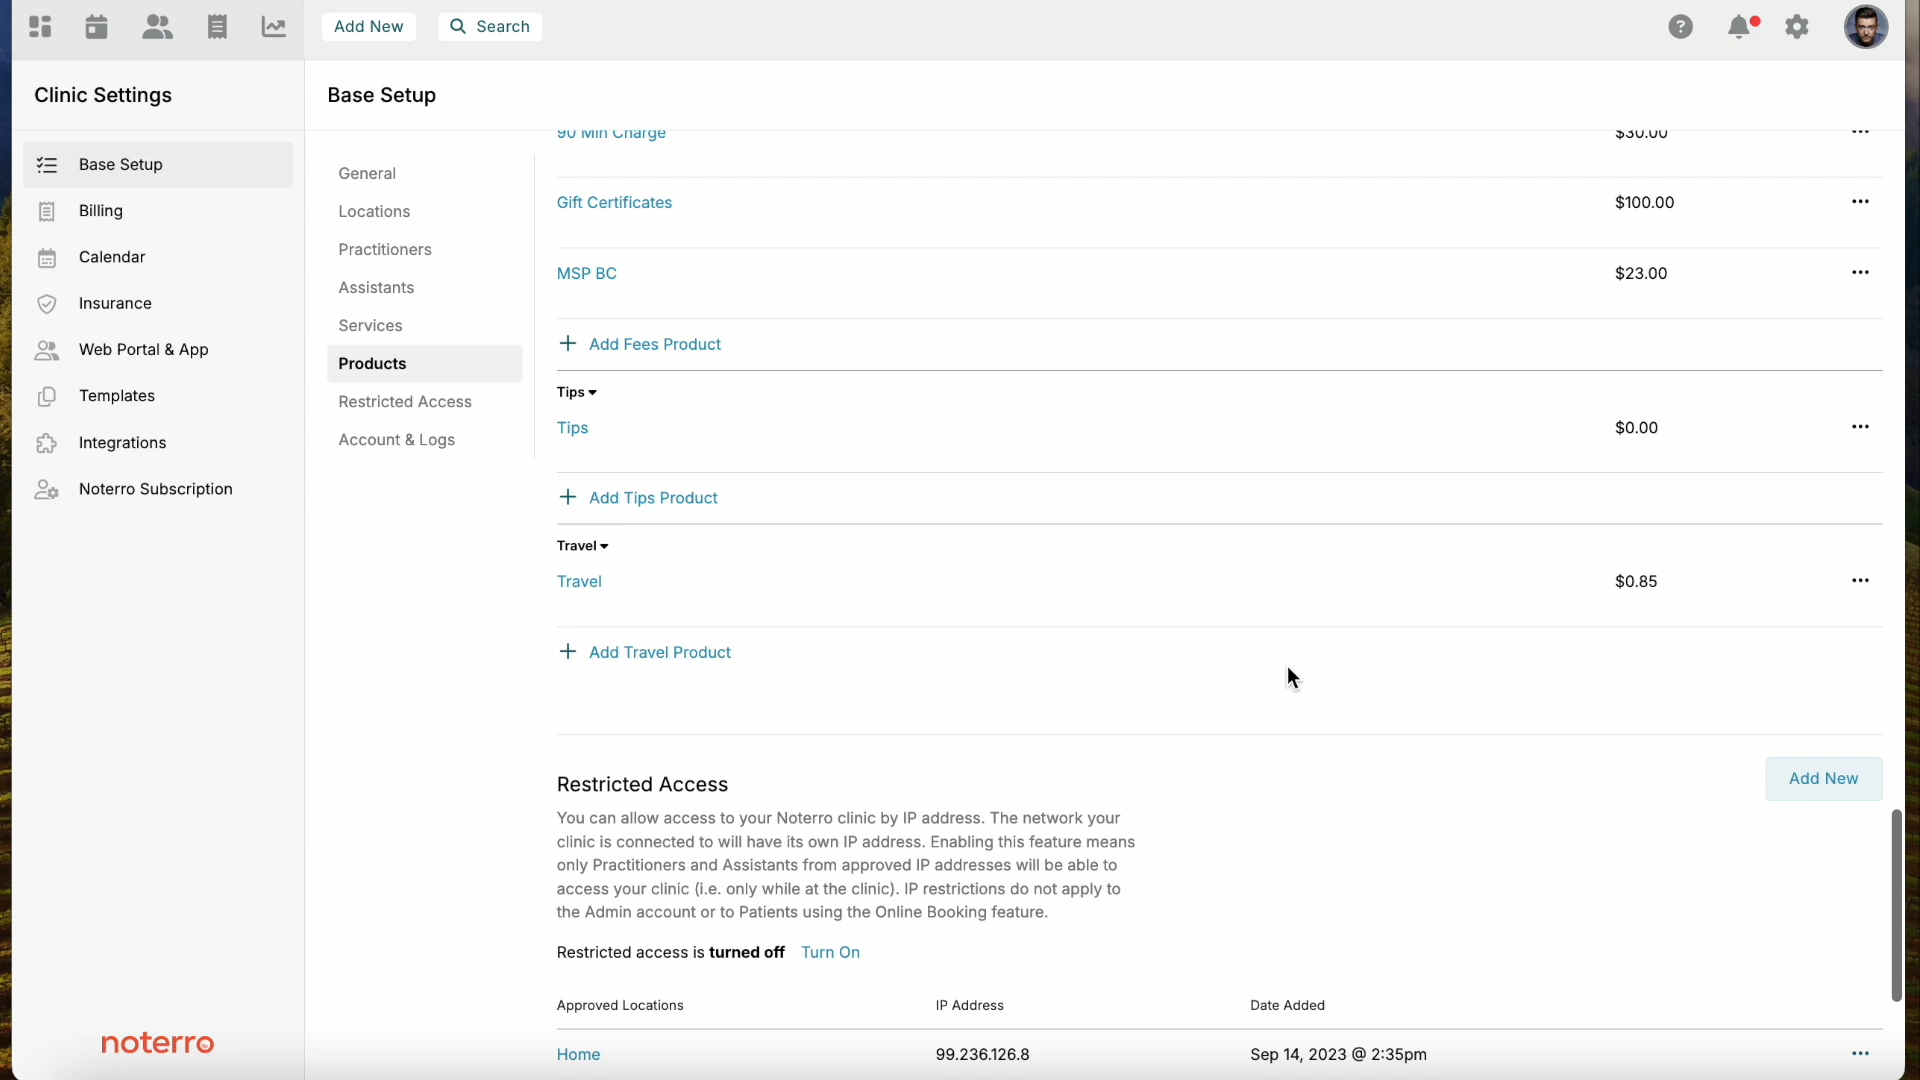 Add New
Search
?
Clinic Settings
Base Setup
Base Setup
Billing
Calendar
Insurance
Web Portal & App
Templates
Integrations
Noterro Subscription
noterro
General
Locations
Practitioners
Assistants
Services
Products
Restricted Access
Account & Logs
90 Min Charge $30.00
Gift Certificates $100.00
MSP BC $23.00
+ Add Fees Product
Tips
Tips $0.00
+ Add Tips Product
Travel
Travel $0.85
+ Add Travel Product
Restricted Access
Add New
You can allow access to your Noterro clinic by IP address. The network your
clinic is connected to will have its own IP address. Enabling this feature means
only Practitioners and Assistants from approved IP addresses will be able to
access your clinic (i.e. only while at the clinic). IP restrictions do not apply to
the Admin account or to Patients using the Online Booking feature.
Restricted access is turned off Turn On
Approved Locations IP Address Date Added
Home 99.236.126.8 Sep 14, 2023 @ 2:35pm